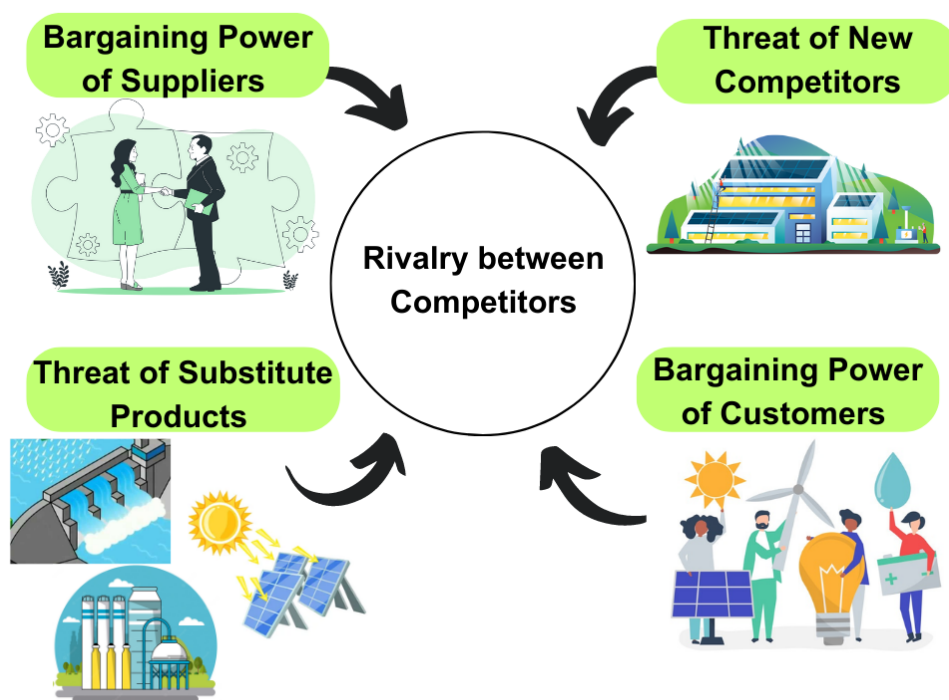 Bargaining Power
of Suppliers
Threat of New
Competitors
Rivalry between
Competitors
Threat of Substitute
Products
Bargaining Power
of Customers